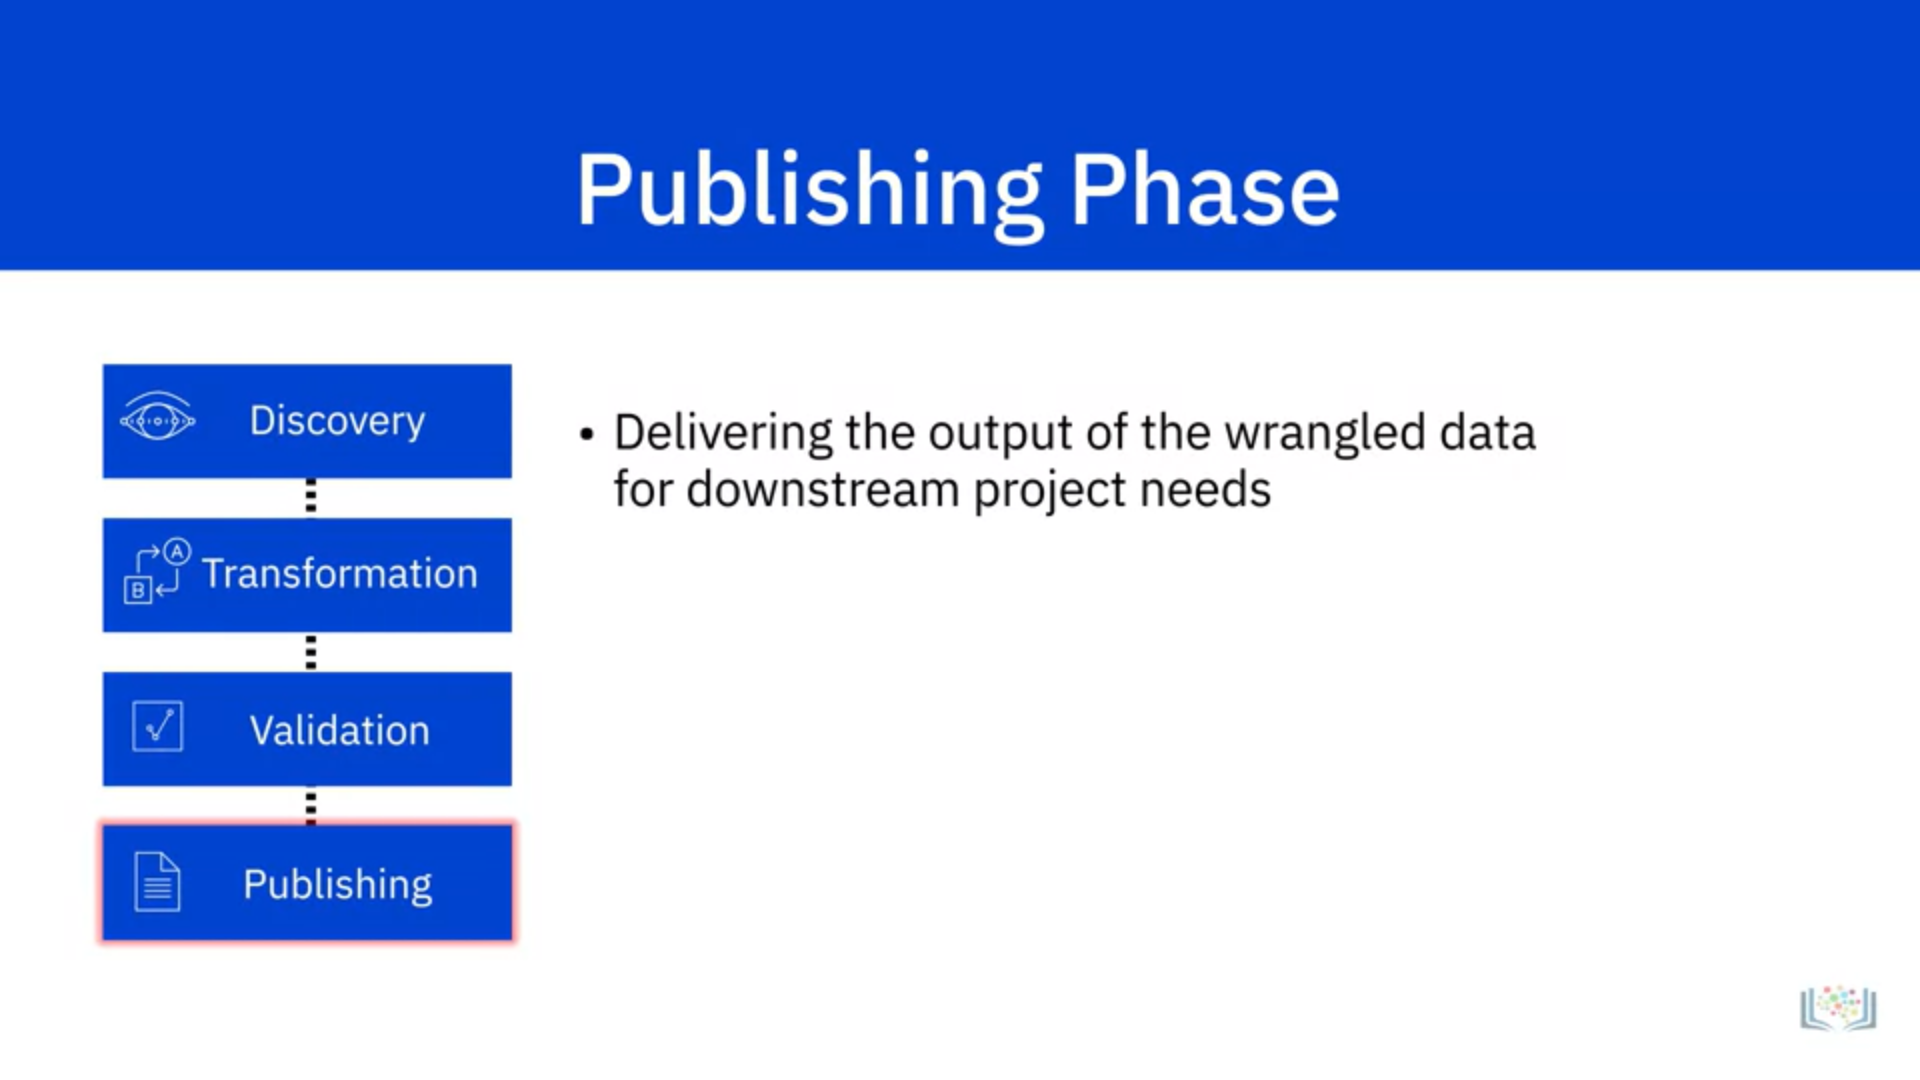 Publishing Phase
Discovery
• Delivering the output of the wrangled data
for downstream project needs
A
B
Transformation
Validation
Publishing